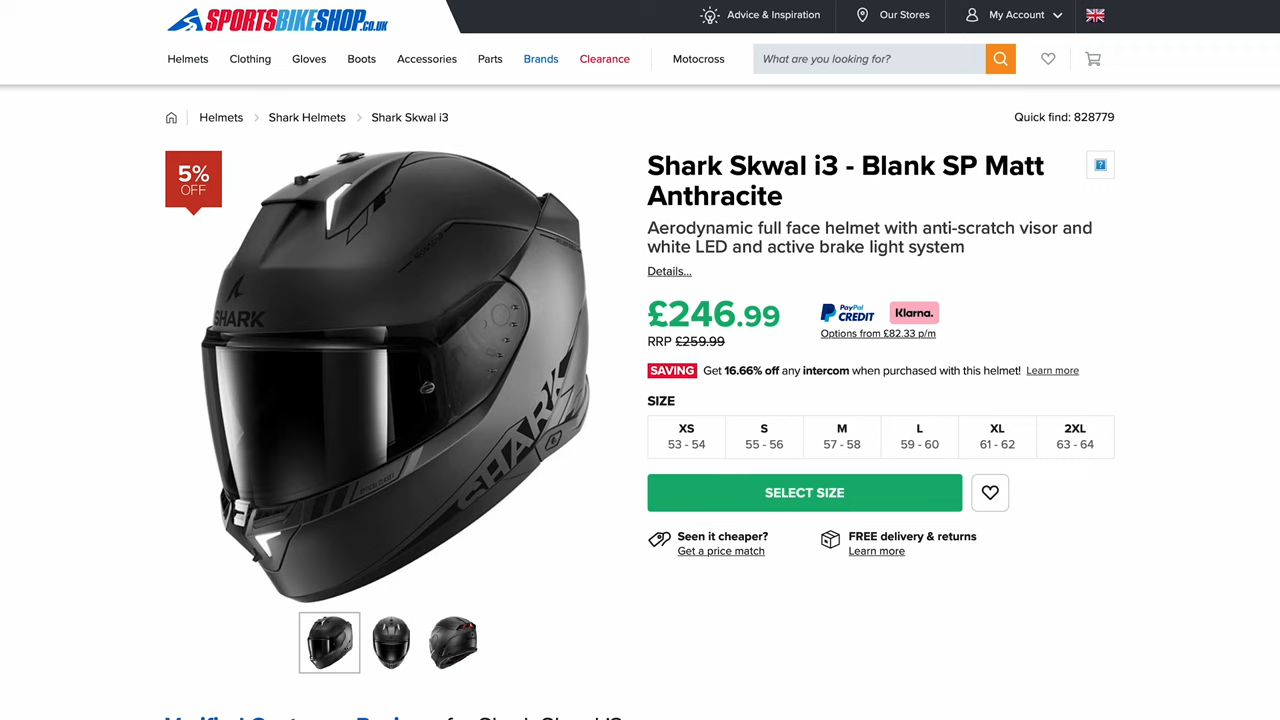 SPORTSBIKESHOP.CO.UK
Advice & Inspiration
Our Stores
My Account
Helmets
Clothing
Gloves
Boots
Accessories
Parts
Brands
Clearance
Motocross
What are you looking for?
Helmets
Shark Helmets
Shark Skwal i3
Quick find: 828779
5%
OFF
SHARK
SHARK
Shark Skwal i3 - Blank SP Matt
Anthracite
Aerodynamic full face helmet with anti-scratch visor and
white LED and active brake light system
Details...
£246.99
RRP £259.99
PayPal
CREDIT
Klarna.
Options from £82.33 p/m
SAVING Get 16.66% off any intercom when purchased with this helmet! Learn more
SIZE
XS S M L XL 2XL
53 - 54 55 - 56 57 - 58 59 - 60 61 - 62 63 - 64
SELECT SIZE
Seen it cheaper?
Get a price match
FREE delivery & returns
Learn more